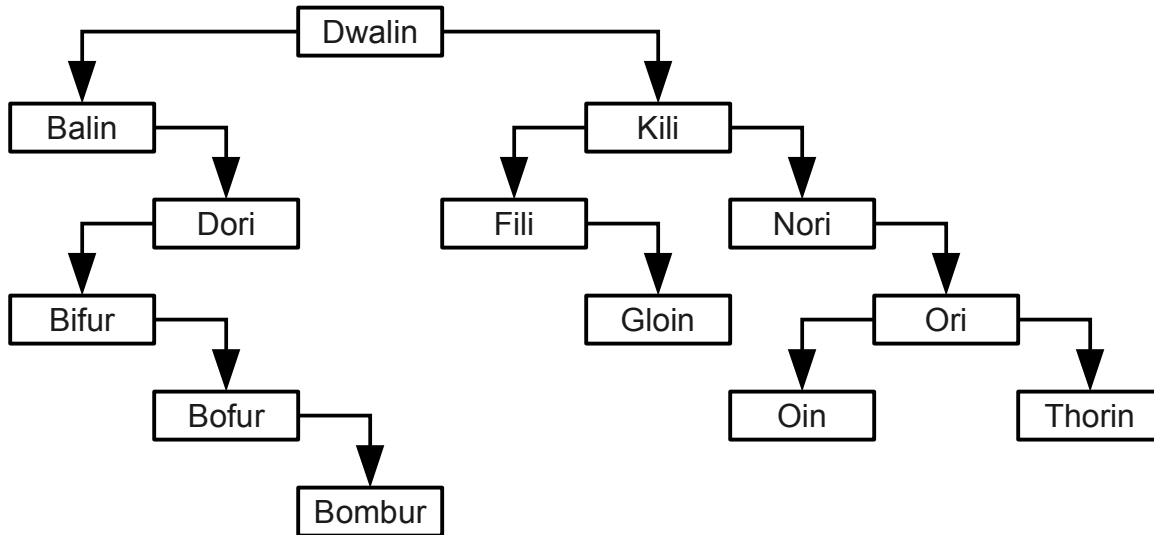 Dwalin
Balin
Kili
Dori
Fili
Nori
Bifur
Gloin
Ori
Bofur
Oin
Thorin
Bombur